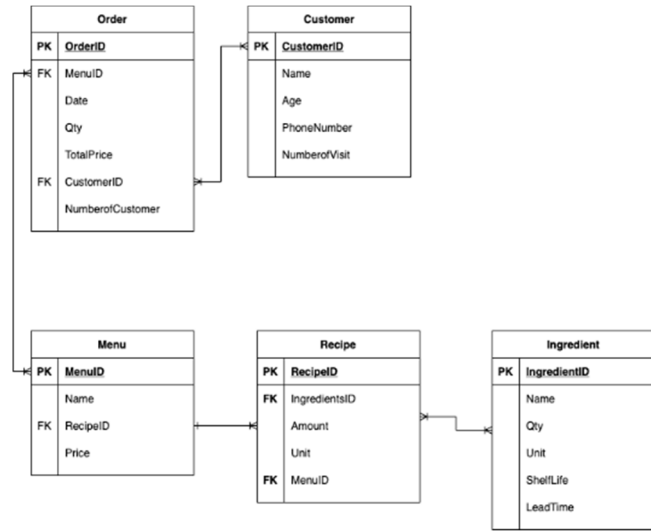 Order
PK OrderID
FK MenuID
Date
Qty
TotalPrice
FK CustomerID
NumberofCustomer
Customer
PK CustomerID
Name
Age
PhoneNumber
NumberofVisit
Menu
PK MenuID
Name
FK RecipeID
Price
Recipe
PK RecipeID
FK IngredientsID
Amount
Unit
FK MenuID
Ingredient
PK IngredientID
Name
Qty
Unit
ShelfLife
LeadTime